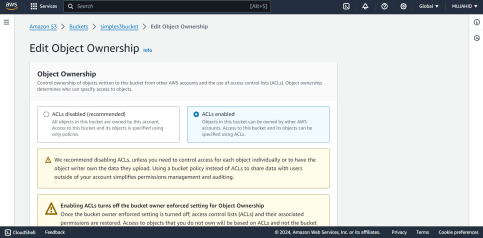 aws
Services
Search
[Alt+S]
Global
MUJAHID
Amazon S3 > Buckets > simples3bucket > Edit Object Ownership
Edit Object Ownership Info
Object Ownership
Control ownership of objects written to this bucket from other AWS accounts and the use of access control lists (ACLs). Object ownership
determines who can specify access to objects.
ACLs disabled (recommended)
All objects in this bucket are owned by this account.
Access to this bucket and its objects is specified using
only policies.
ACLs enabled
Objects in this bucket can be owned by other AWS
accounts. Access to this bucket and its objects can be
specified using ACLs.
We recommend disabling ACLs, unless you need to control access for each object individually or to have the
object writer own the data they upload. Using a bucket policy instead of ACLs to share data with users
outside of your account simplifies permissions management and auditing.
Enabling ACLs turns off the bucket owner enforced setting for Object Ownership
Once the bucket owner enforced setting is turned off, access control lists (ACLs) and their associated
permissions are restored. Access to objects that you do not own will be based on ACLs and not the bucket
CloudShell
Feedback
© 2024, Amazon Web Services, Inc. or its affiliates.
Privacy
Terms
Cookie preferences